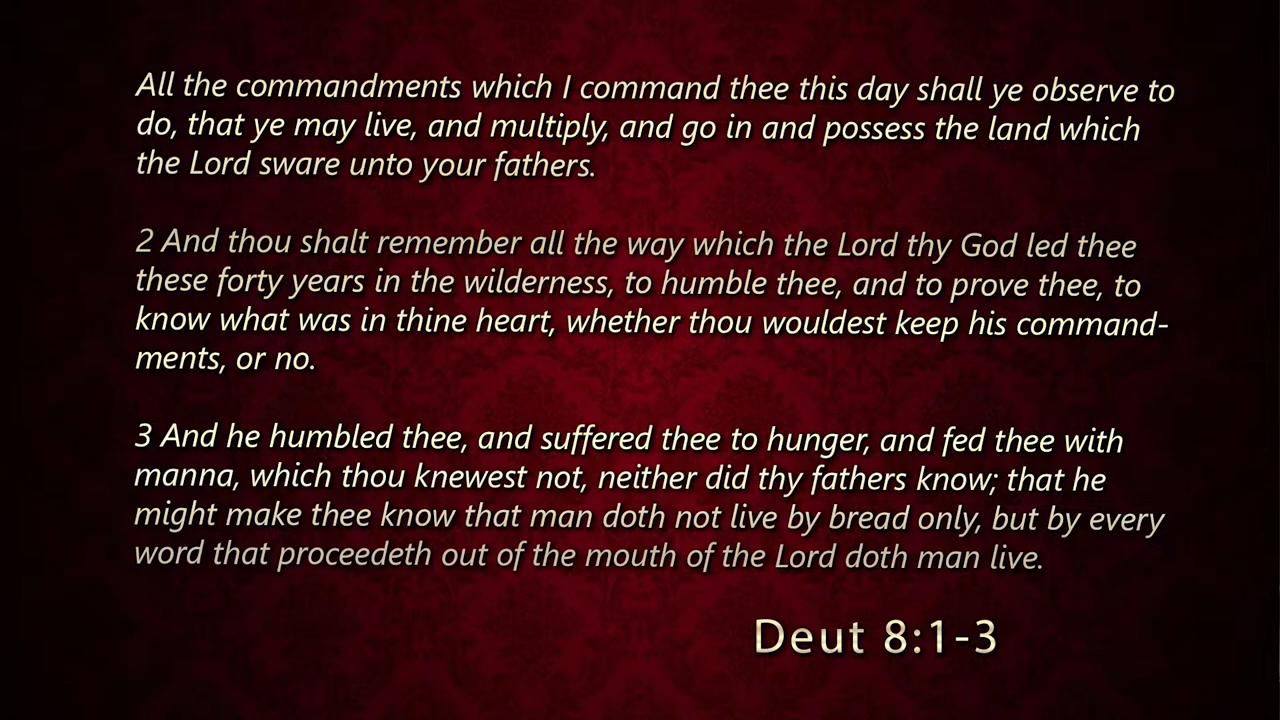 All the commandments which I command thee this day shall ye observe to
do, that ye may live, and multiply, and go in and possess the land which
the Lord sware unto your fathers.
2 And thou shalt remember all the way which the Lord thy God led thee
these forty years in the wilderness, to humble thee, and to prove thee, to
know what was in thine heart, whether thou wouldest keep his command-
ments, or no.
3 And he humbled thee, and suffered thee to hunger, and fed thee with
manna, which thou knewest not, neither did thy fathers know; that he
might make thee know that man doth not live by bread only, but by every
word that proceedeth out of the mouth of the Lord doth man live.
Deut 8:1-3